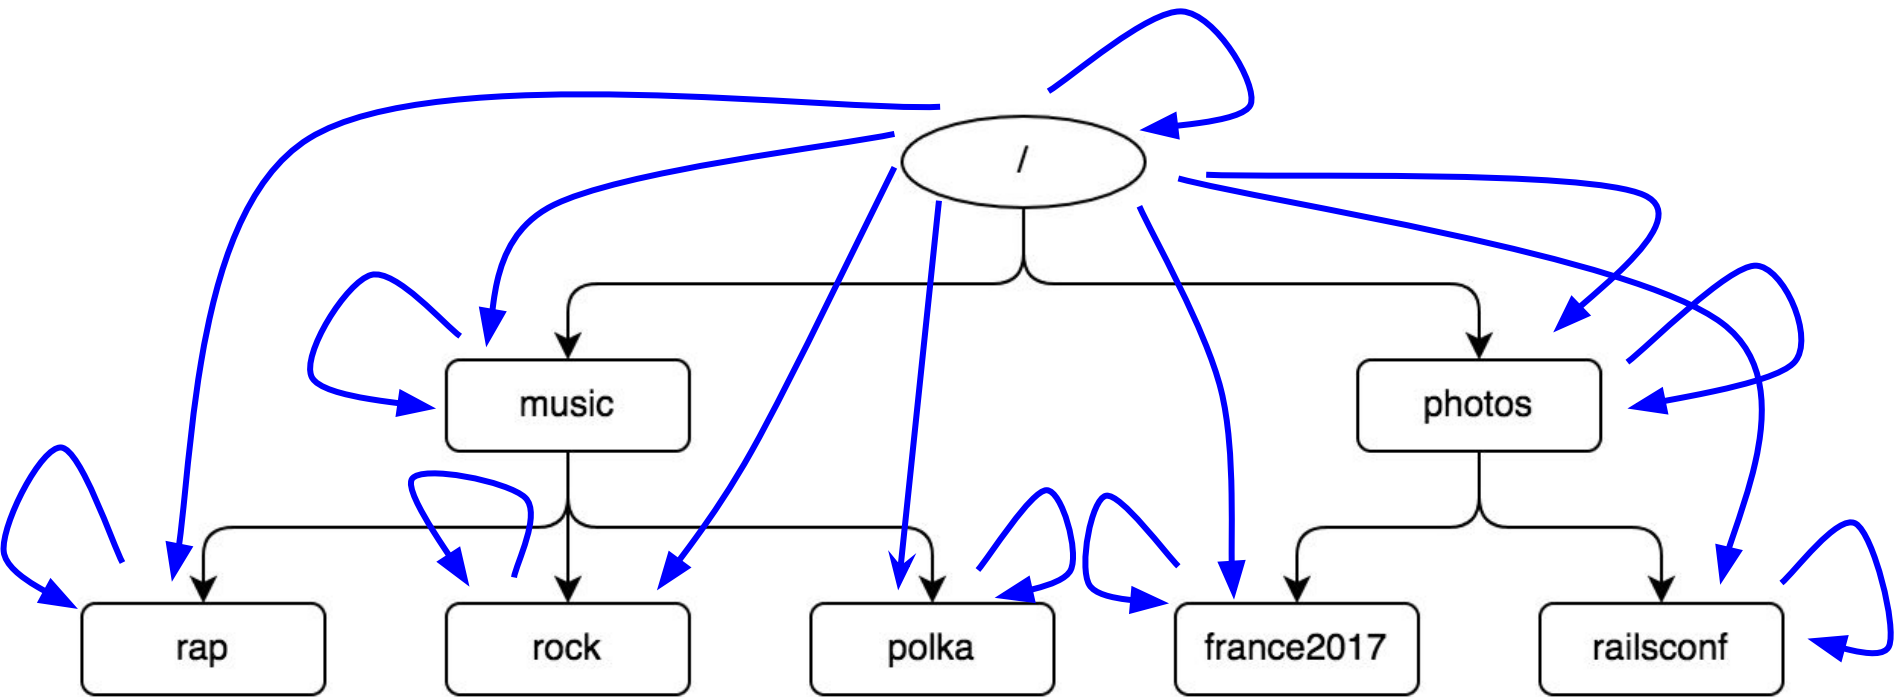 /
music
photos
rap
rock
polka
france2017
railsconf